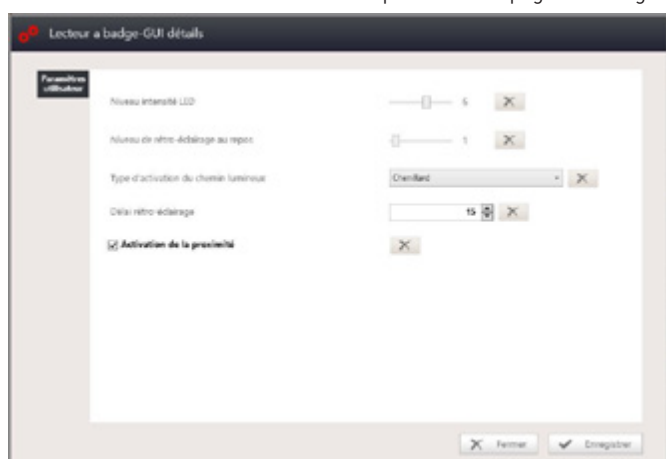 Lecteur a badge-GUI détails
Paramètres
utilisateur
Niveau intensité LED 6
Niveau de rétro-éclairage au repos 1
Type d'activation du chemin lumineux Chenillard
Délai rétro-éclairage 15
Activation de la proximité
Fermer Enregistrer